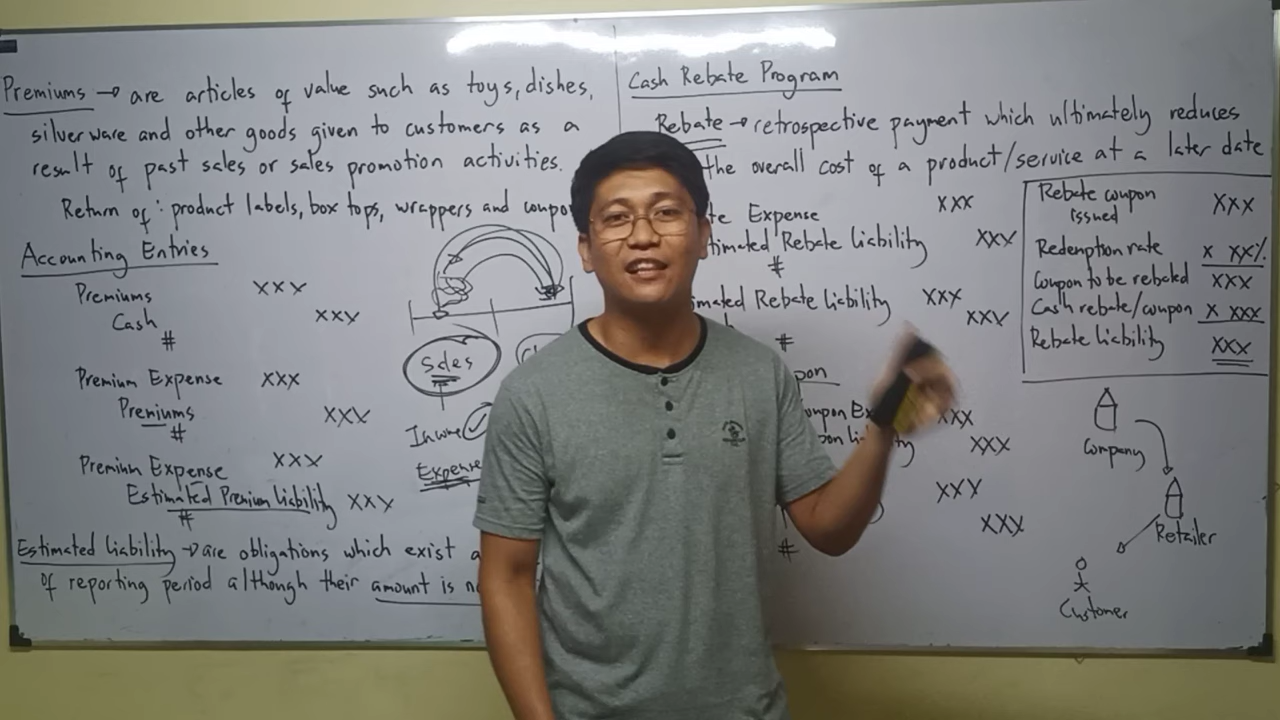 Premiums → are articles of value such as toys, dishes,
silverware and other goods given to customers as a
result of past sales or sales promotion activities.
Return of : product labels, box tops, wrappers and
Accounting Entries
Premiums XXX
Cash XXX
#
Premium Expense XXX
Premiums XXX
#
Premium Expense XXX
Estimated Premium Liability XXX
#
Estimated Liability → are obligations which exist
of reporting period although their amount is
Sales
Income
Expense
Cash Rebate Program
Rebate → retrospective payment which ultimately reduces
the overall cost of a product/service at a later date
Expense XXX
Rebate Liability XXX
#
Rebate Liability XXX
XXX
#
XXX
XXX
XXX
XXX
#
Rebate coupon
issued XXX
Redemption rate x XX%
Coupon to be rebated XXX
Cash rebate/coupon x XXX
Rebate Liability XXX
Company
Retailer
Customer